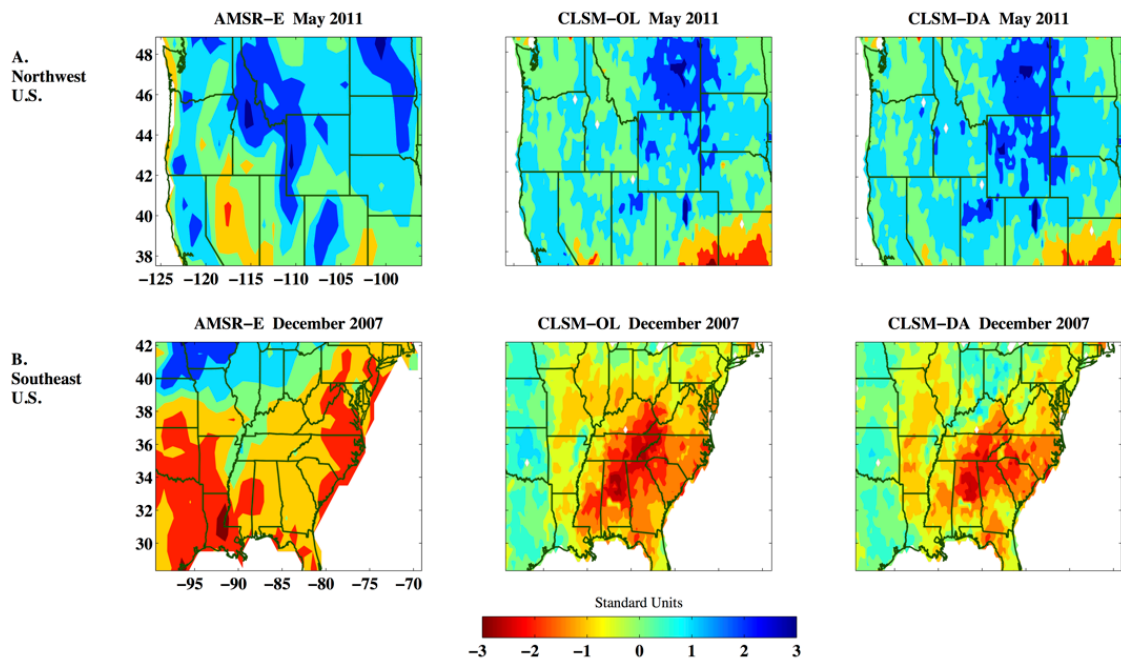 AMSR−E May 2011
CLSM−OL May 2011
CLSM−DA May 2011
A.
Northwest
U.S.
48
46
44
42
40
38
−125 −120 −115 −110 −105 −100
AMSR−E December 2007
CLSM−OL December 2007
CLSM−DA December 2007
B.
Southeast
U.S.
42
40
38
36
34
32
30
−95 −90 −85 −80 −75 −70
Standard Units
−3 −2 −1 0 1 2 3